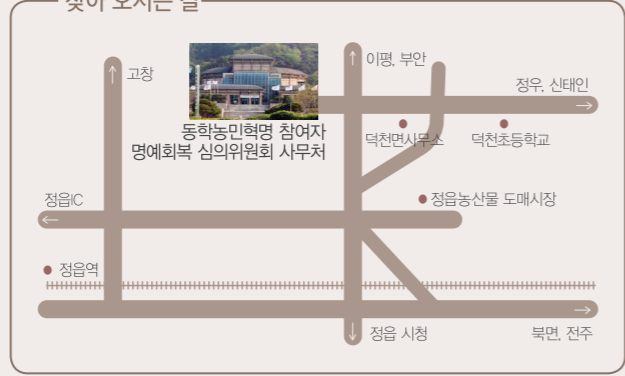 찾아 오시는 길
고창
이평, 부안
정우, 신태인
동학농민혁명 참여자
명예회복 심의위원회 사무처
덕천면사무소
덕천초등학교
정읍IC
정읍농산물 도매시장
정읍역
정읍 시청
북면, 전주